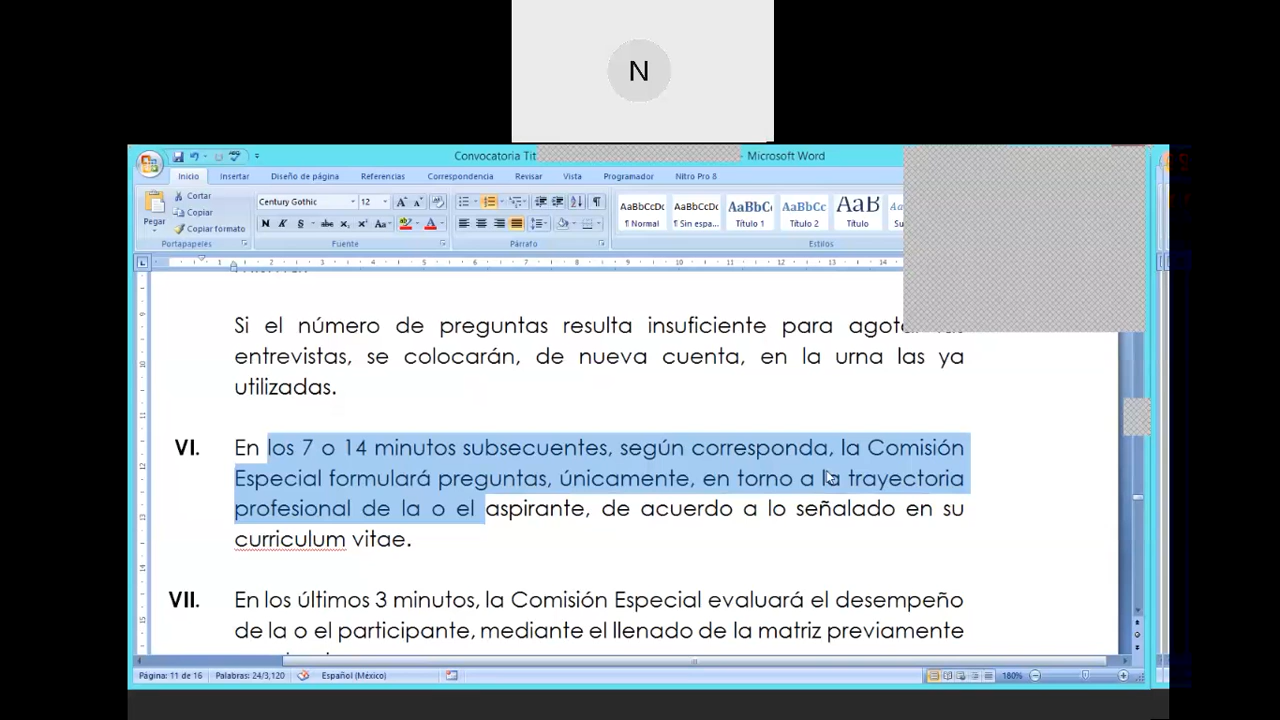 N
Convocatoria Tit - Microsoft Word
Inicio Insertar Diseño de página Referencias Correspondencia Revisar Vista Programador Nitro Pro 8
Pegar
Cortar
Copiar
Copiar formato
Portapapeles
Century Gothic 12
Fuente
Párrafo
AaBbCcDc AaBbCcDc AaBbC AaBbCc AaB
¶ Normal ¶ Sin espa... Título 1 Título 2 Título
Estilos
Si el número de preguntas resulta insuficiente para
entrevistas, se colocarán, de nueva cuenta, en la urna las ya
utilizadas.
VI. En los 7 o 14 minutos subsecuentes, según corresponda, la Comisión
Especial formulará preguntas, únicamente, en torno a la trayectoria
profesional de la o el aspirante, de acuerdo a lo señalado en su
curriculum vitae.
VII. En los últimos 3 minutos, la Comisión Especial evaluará el desempeño
de la o el participante, mediante el llenado de la matriz previamente
Página: 11 de 16 Palabras: 24/3,120 Español (México) 180%